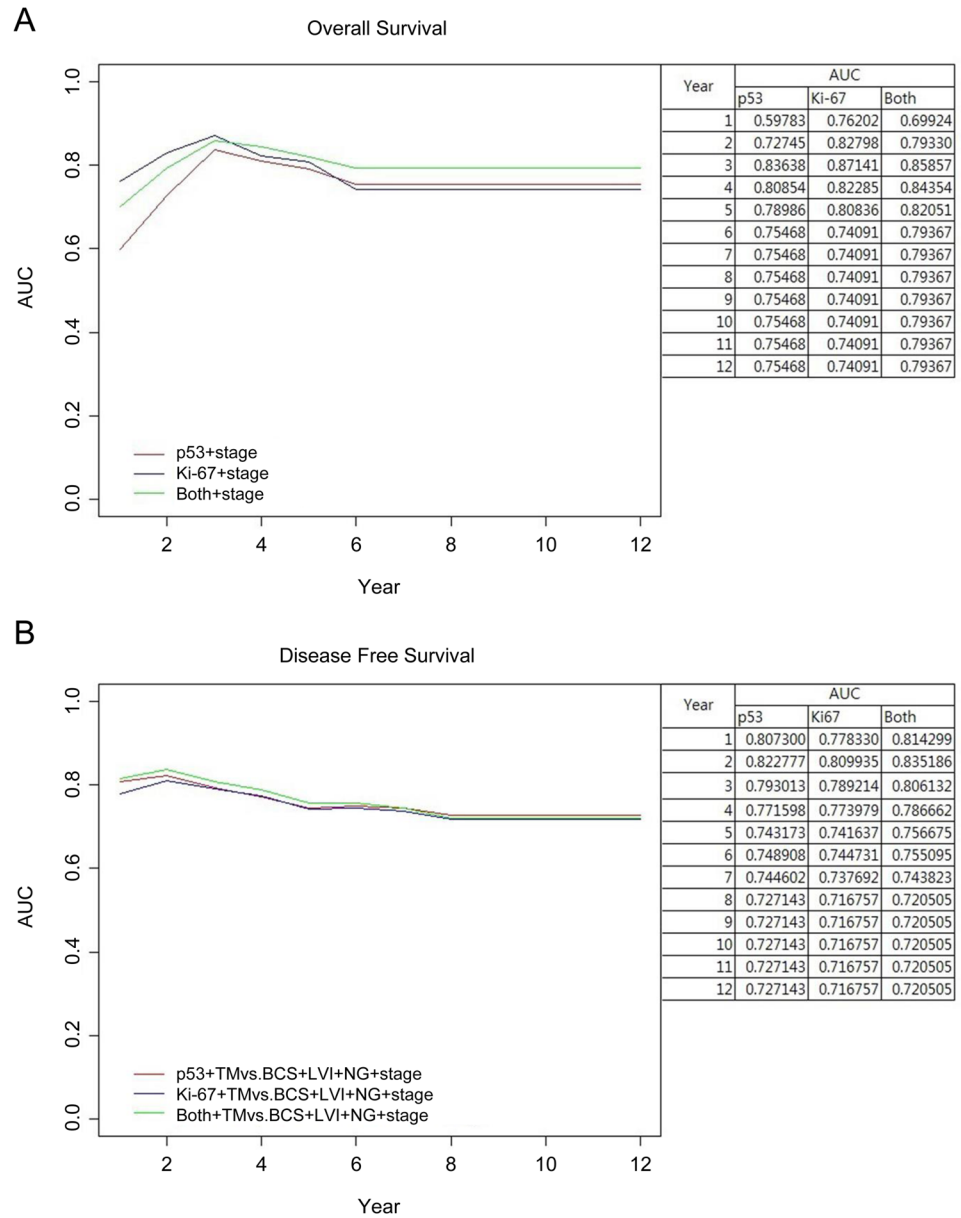 A
Overall Survival
AUC
1.0
0.8
0.6
0.4
0.2
0.0
p53+stage
Ki-67+stage
Both+stage
2 4 6 8 10 12
Year
Year AUC
p53 Ki-67 Both
1 0.59783 0.76202 0.69924
2 0.72745 0.82798 0.79330
3 0.83638 0.87141 0.85857
4 0.80854 0.82285 0.84354
5 0.78986 0.80836 0.82051
6 0.75468 0.74091 0.79367
7 0.75468 0.74091 0.79367
8 0.75468 0.74091 0.79367
9 0.75468 0.74091 0.79367
10 0.75468 0.74091 0.79367
11 0.75468 0.74091 0.79367
12 0.75468 0.74091 0.79367
B
Disease Free Survival
AUC
1.0
0.8
0.6
0.4
0.2
0.0
p53+TMvs.BCS+LVI+NG+stage
Ki-67+TMvs.BCS+LVI+NG+stage
Both+TMvs.BCS+LVI+NG+stage
2 4 6 8 10 12
Year
Year AUC
p53 Ki67 Both
1 0.807300 0.778330 0.814299
2 0.822777 0.809935 0.835186
3 0.793013 0.789214 0.806132
4 0.771598 0.773979 0.786662
5 0.743173 0.741637 0.756675
6 0.748908 0.744731 0.755095
7 0.744602 0.737692 0.743823
8 0.727143 0.716757 0.720505
9 0.727143 0.716757 0.720505
10 0.727143 0.716757 0.720505
11 0.727143 0.716757 0.720505
12 0.727143 0.716757 0.720505